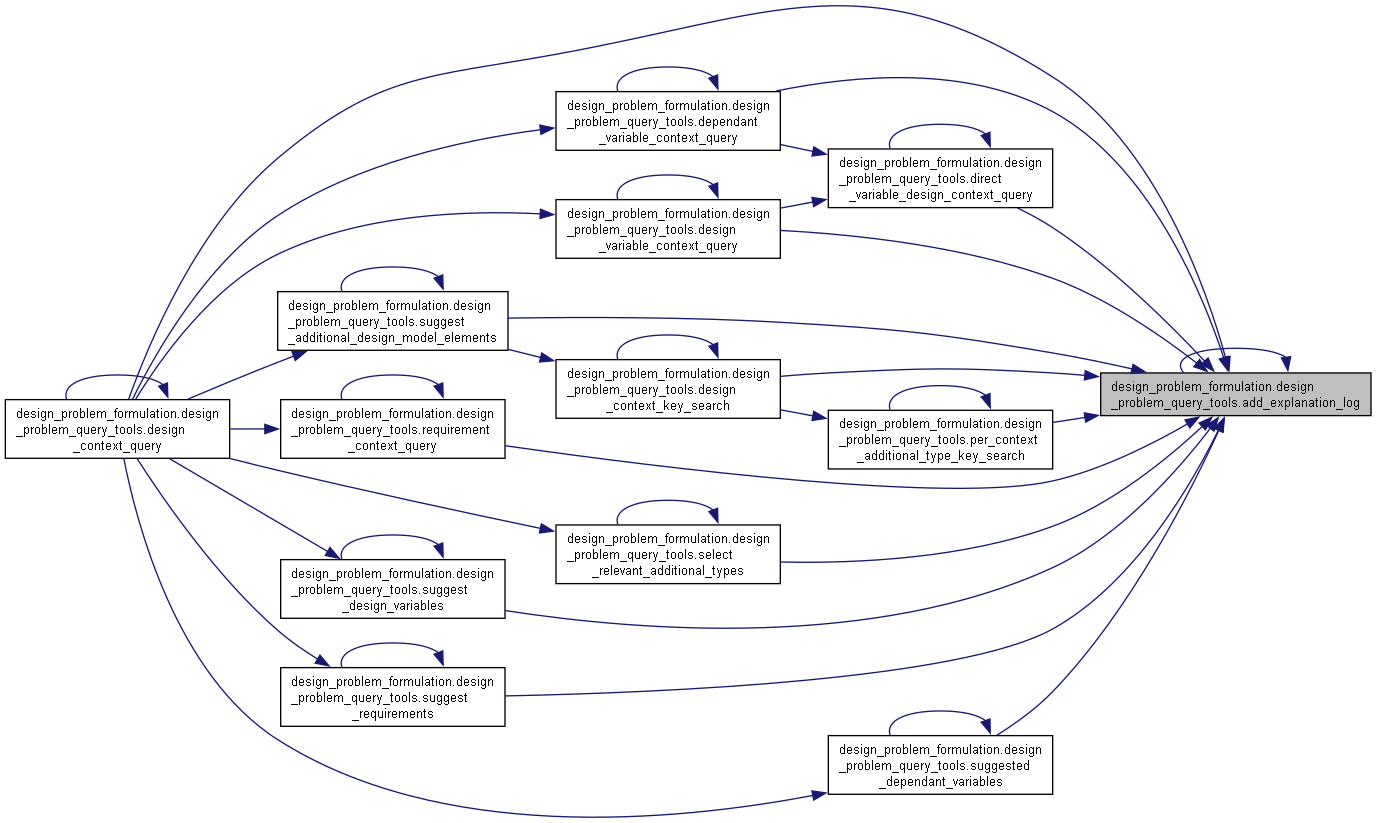 design_problem_formulation.design
_problem_query_tools.dependant
_variable_context_query
design_problem_formulation.design
_problem_query_tools.direct
_variable_design_context_query
design_problem_formulation.design
_problem_query_tools.design
_variable_context_query
design_problem_formulation.design
_problem_query_tools.suggest
_additional_design_model_elements
design_problem_formulation.design
_problem_query_tools.design
_context_key_search
design_problem_formulation.design
_problem_query_tools.add_explanation_log
design_problem_formulation.design
_problem_query_tools.design
_context_query
design_problem_formulation.design
_problem_query_tools.requirement
_context_query
design_problem_formulation.design
_problem_query_tools.per_context
_additional_type_key_search
design_problem_formulation.design
_problem_query_tools.select
_relevant_additional_types
design_problem_formulation.design
_problem_query_tools.suggest
_design_variables
design_problem_formulation.design
_problem_query_tools.suggest
_requirements
design_problem_formulation.design
_problem_query_tools.suggested
_dependant_variables